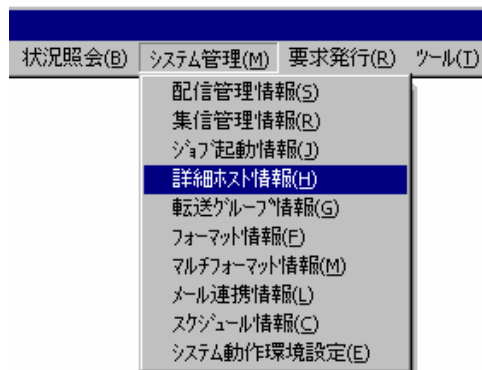 状況照会(B) システム管理(M) 要求発行(R) ツール(T)
配信管理情報(S)
集信管理情報(R)
ジョブ起動情報(J)
詳細ホスト情報(H)
転送グループ情報(G)
フォーマット情報(F)
マルチフォーマット情報(M)
メール連携情報(L)
スケジュール情報(C)
システム動作環境設定(E)